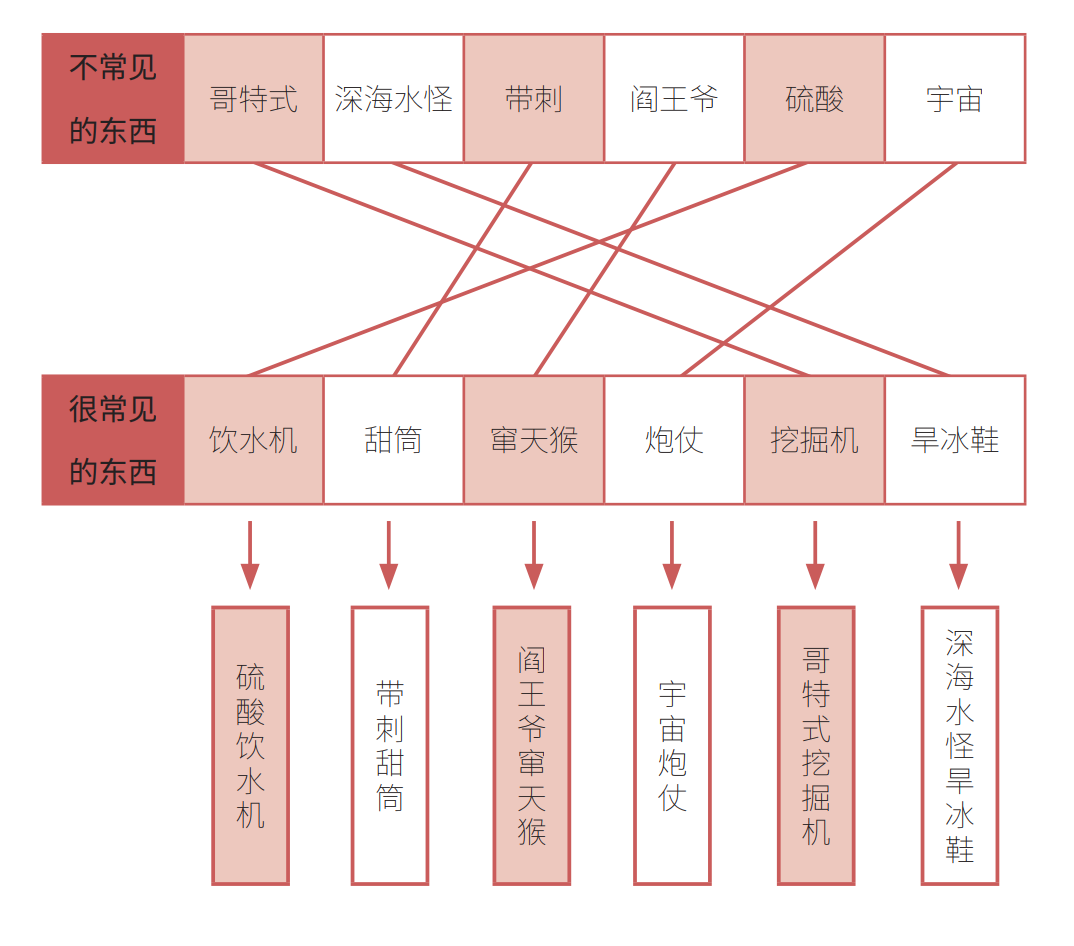 不常见
的东西
哥特式
深海水怪
带刺
阎王爷
硫酸
宇宙
很常见
的东西
饮水机
甜筒
窜天猴
炮仗
挖掘机
旱冰鞋
硫酸饮水机
带刺甜筒
阎王爷窜天猴
宇宙炮仗
哥特式挖掘机
深海水怪旱冰鞋